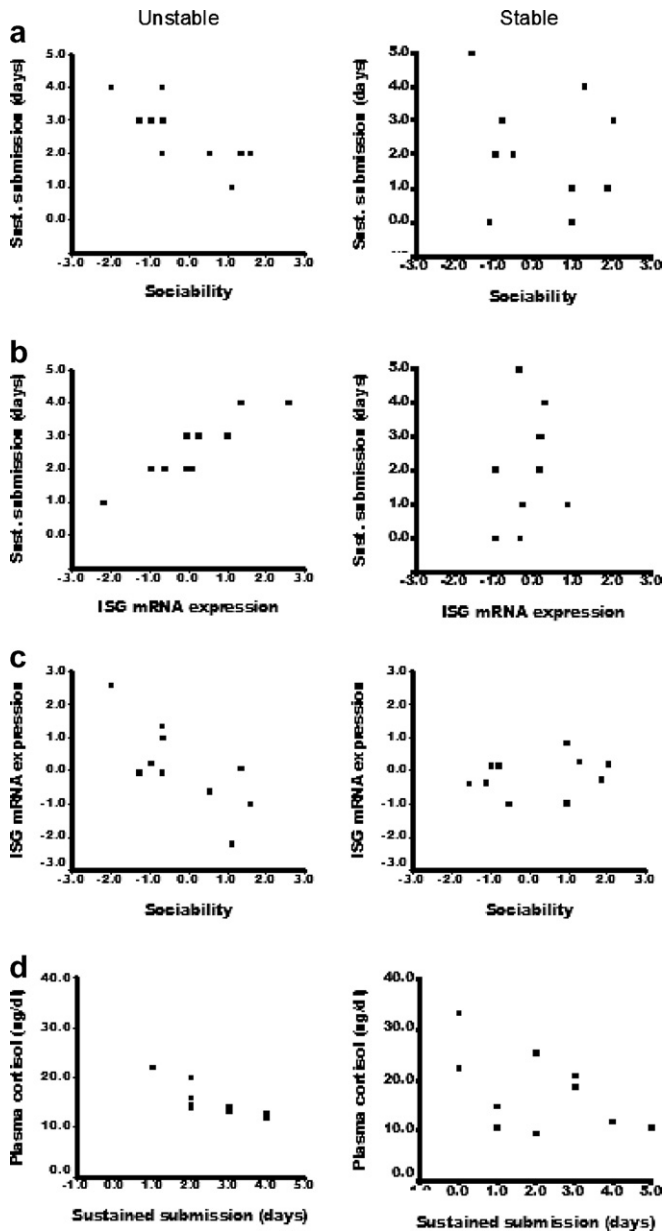 Unstable Stable
a
5.0 5.0
4.0 4.0
3.0 3.0
2.0 2.0
1.0 1.0
0.0 0.0
Sust. submission (days) Sust. submission (days)
-3.0 -2.0 -1.0 0.0 1.0 2.0 3.0 -3.0 -2.0 -1.0 0.0 1.0 2.0 3.0
Sociability Sociability
b
5.0 5.0
4.0 4.0
3.0 3.0
2.0 2.0
1.0 1.0
0.0 0.0
Sust. submission (days) Sust. submission (days)
-3.0 -2.0 -1.0 0.0 1.0 2.0 3.0 -3.0 -2.0 -1.0 0.0 1.0 2.0 3.0
ISG mRNA expression ISG mRNA expression
c
3.0 3.0
2.0 2.0
1.0 1.0
0.0 0.0
-1.0 -1.0
-2.0 -2.0
-3.0 -3.0
ISG mRNA expression ISG mRNA expression
-3.0 -2.0 -1.0 0.0 1.0 2.0 3.0 -3.0 -2.0 -1.0 0.0 1.0 2.0 3.0
Sociability Sociability
d
40.0 40.0
30.0 30.0
20.0 20.0
10.0 10.0
0.0 0.0
Plasma cortisol (ug/dl) Plasma cortisol (ug/dl)
-1.0 0.0 1.0 2.0 3.0 4.0 5.0 -1.0 0.0 1.0 2.0 3.0 4.0 5.0
Sustained submission (days) Sustained submission (days)